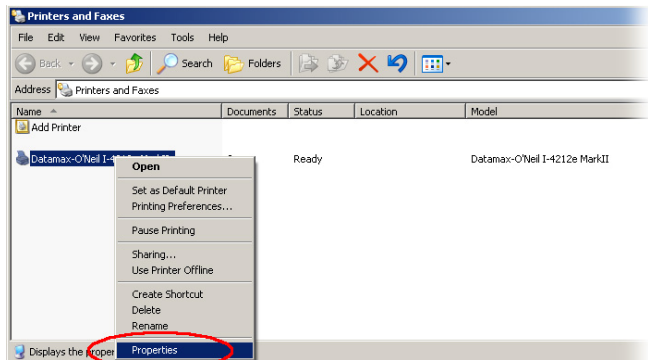 Printers and Faxes
File Edit View Favorites Tools Help
Back Search Folders
Address Printers and Faxes
Name Documents Status Location Model
Add Printer
Datamax-O'Neil Ready Datamax-O'Neil I-4212e MarkII
Open
Set as Default Printer
Printing Preferences...
Pause Printing
Sharing...
Use Printer Offline
Create Shortcut
Delete
Rename
Displays the Properties